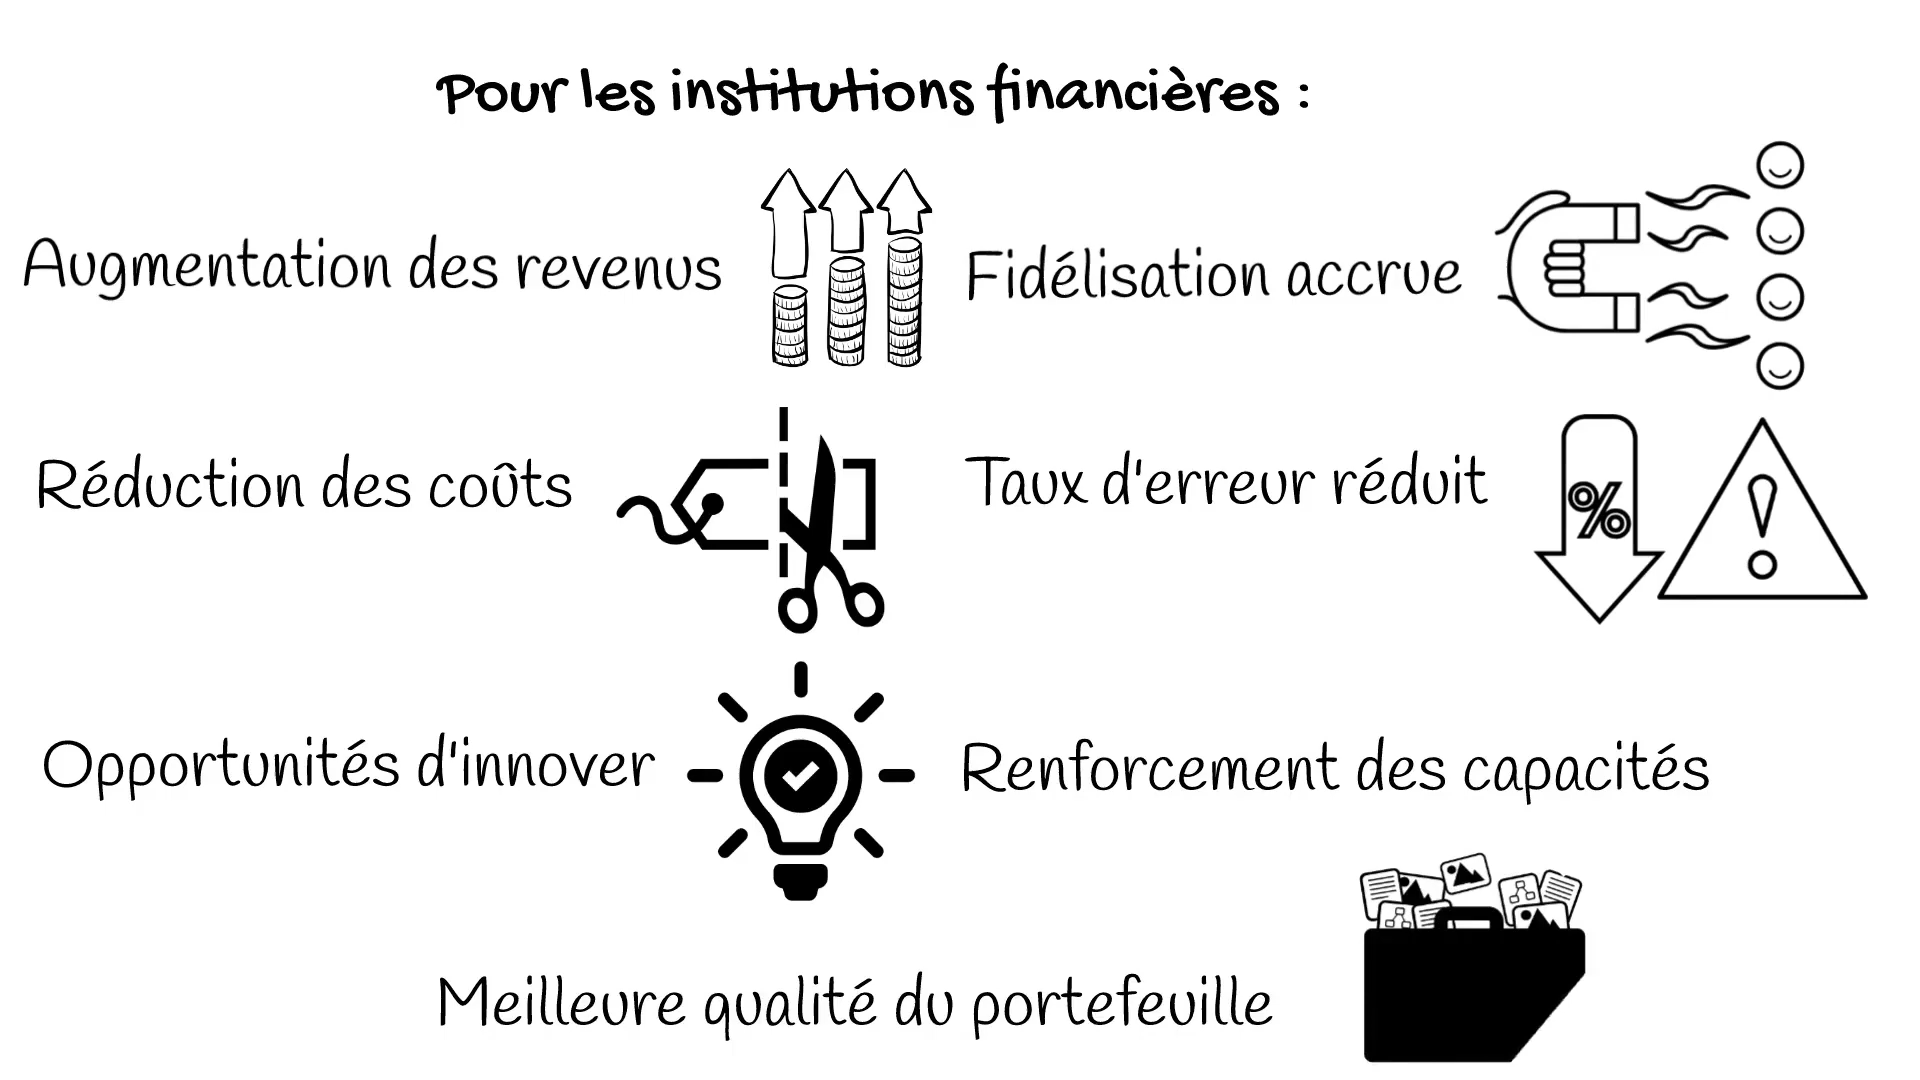 Pour les institutions financières :
Augmentation des revenus
Fidélisation accrue
Réduction des coûts
Taux d'erreur réduit
%
Opportunités d'innover
Renforcement des capacités
Meilleure qualité du portefeuille